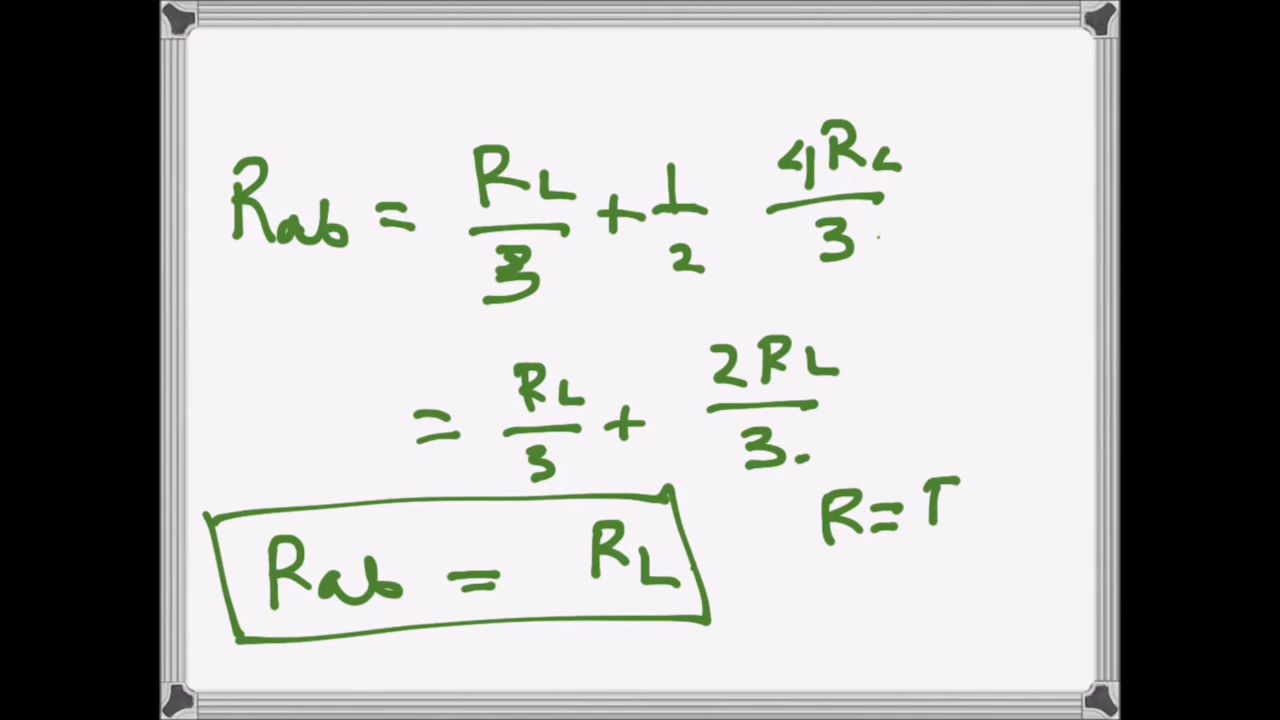 Rab = RL/3 + 1/2 4RL/3
= RL/3 + 2RL/3.
R = T
Rab = RL